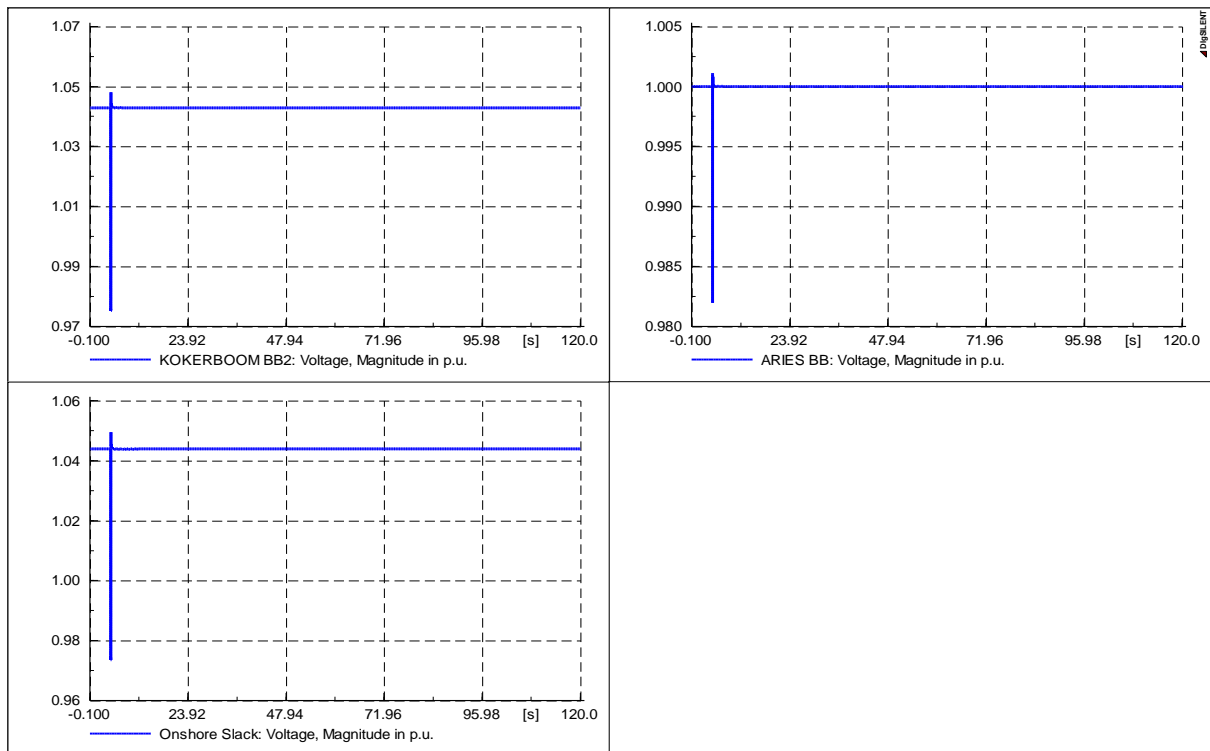 1.07
1.05
1.03
1.01
0.99
0.97
-0.100 23.92 47.94 71.96 95.98 [s] 120.0
KOKERBOOM BB2: Voltage, Magnitude in p.u.
1.005
1.000
0.995
0.990
0.985
0.980
-0.100 23.92 47.94 71.96 95.98 [s] 120.0
ARIES BB: Voltage, Magnitude in p.u.
DIgSILENT
1.06
1.04
1.02
1.00
0.98
0.96
-0.100 23.92 47.94 71.96 95.98 [s] 120.0
Onshore Slack: Voltage, Magnitude in p.u.